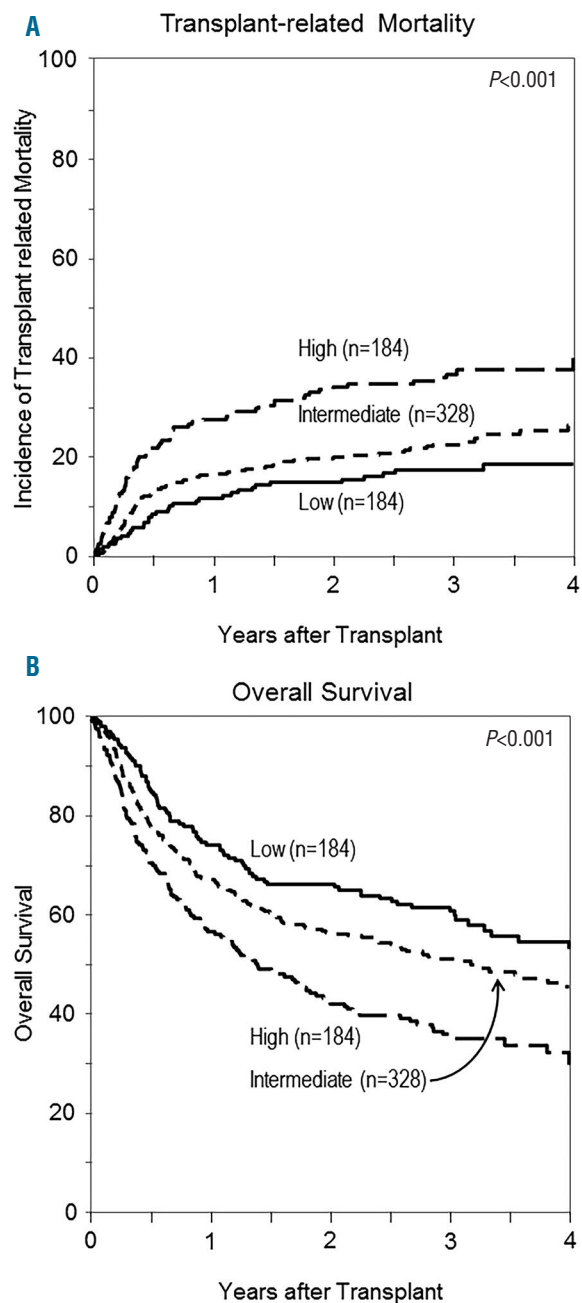 A
Transplant-related Mortality
P<0.001
Incidence of Transplant related Mortality
100
80
60
40
20
0
High (n=184)
Intermediate (n=328)
Low (n=184)
0 1 2 3 4
Years after Transplant
B
Overall Survival
P<0.001
Overall Survival
100
80
60
40
20
0
Low (n=184)
High (n=184)
Intermediate (n=328)
0 1 2 3 4
Years after Transplant